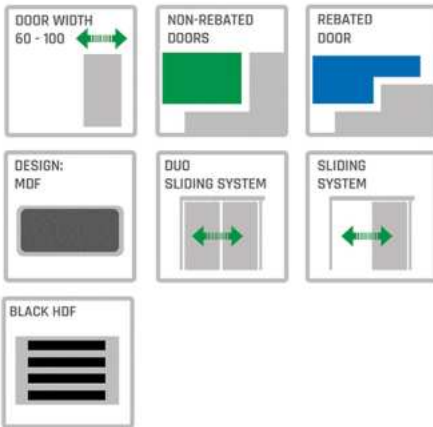 DOOR WIDTH
60 - 100
NON-REBATED
DOORS
REBATED
DOOR
DESIGN:
MDF
DUO
SLIDING SYSTEM
SLIDING
SYSTEM
BLACK HDF